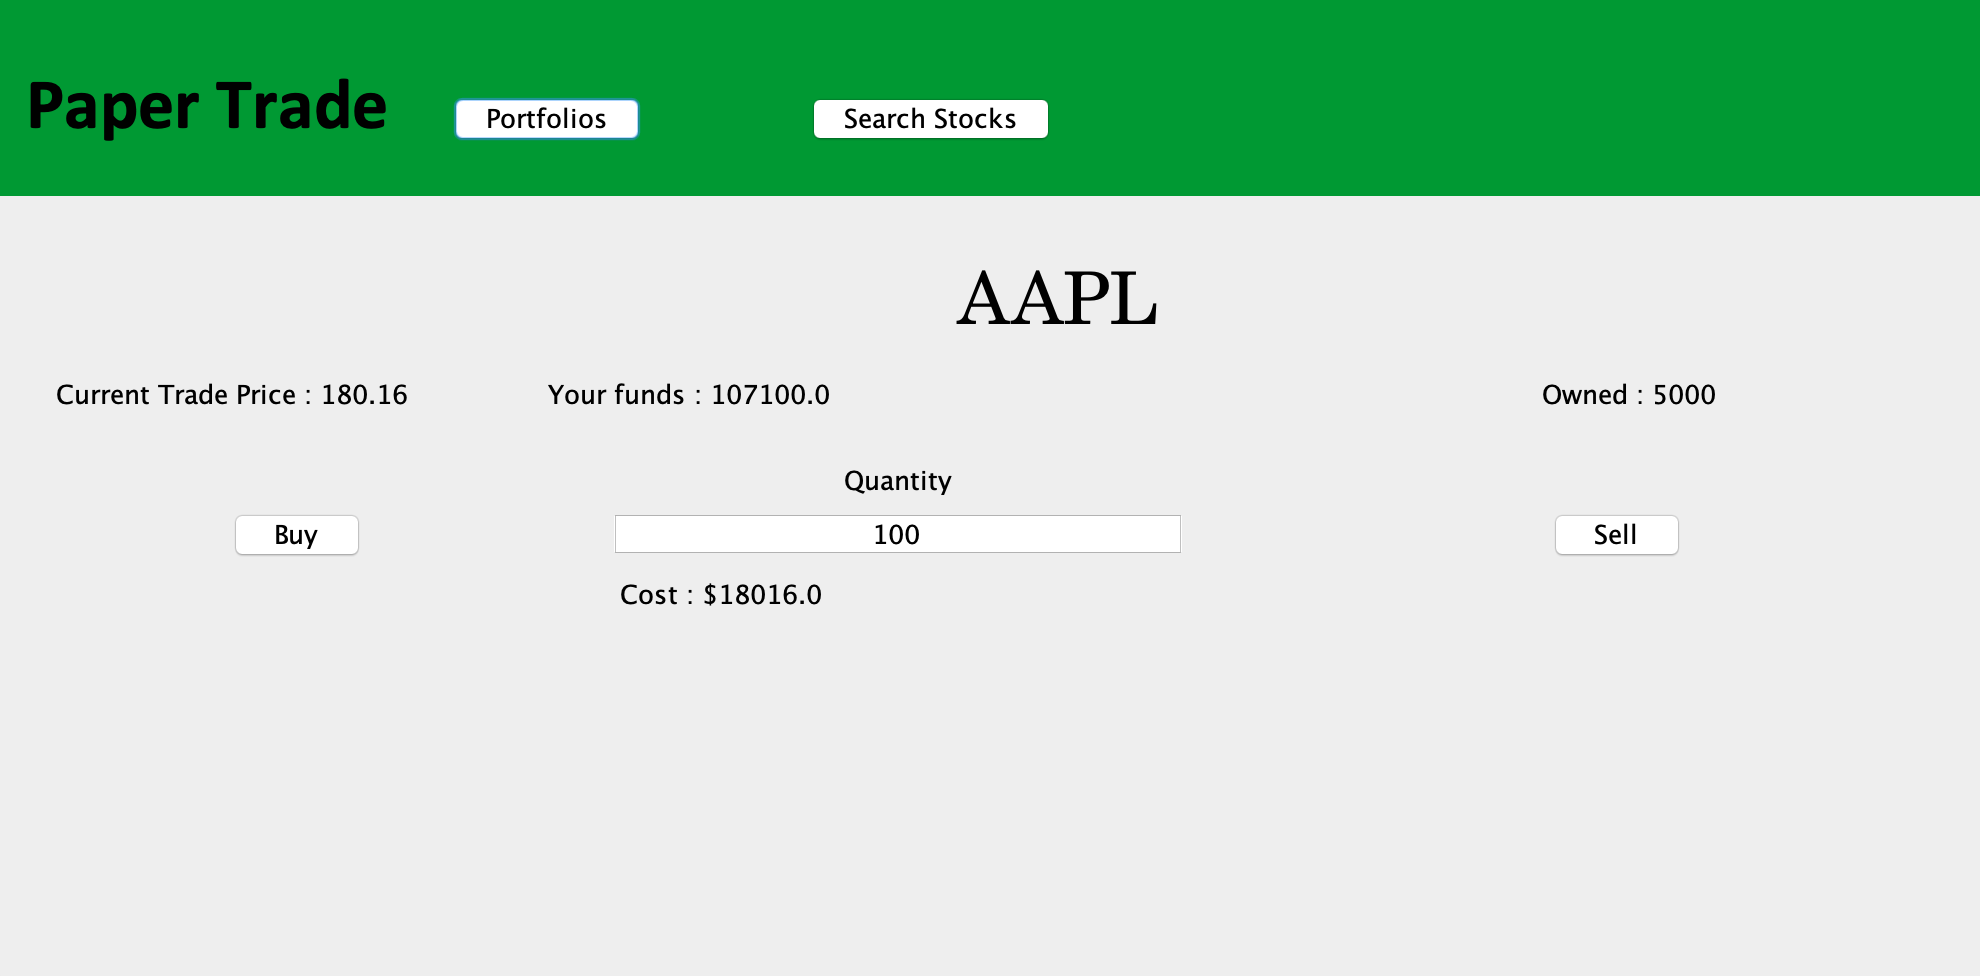 Paper Trade
Portfolios
Search Stocks
AAPL
Current Trade Price : 180.16
Your funds : 107100.0
Owned : 5000
Quantity
Buy
100
Sell
Cost : $18016.0